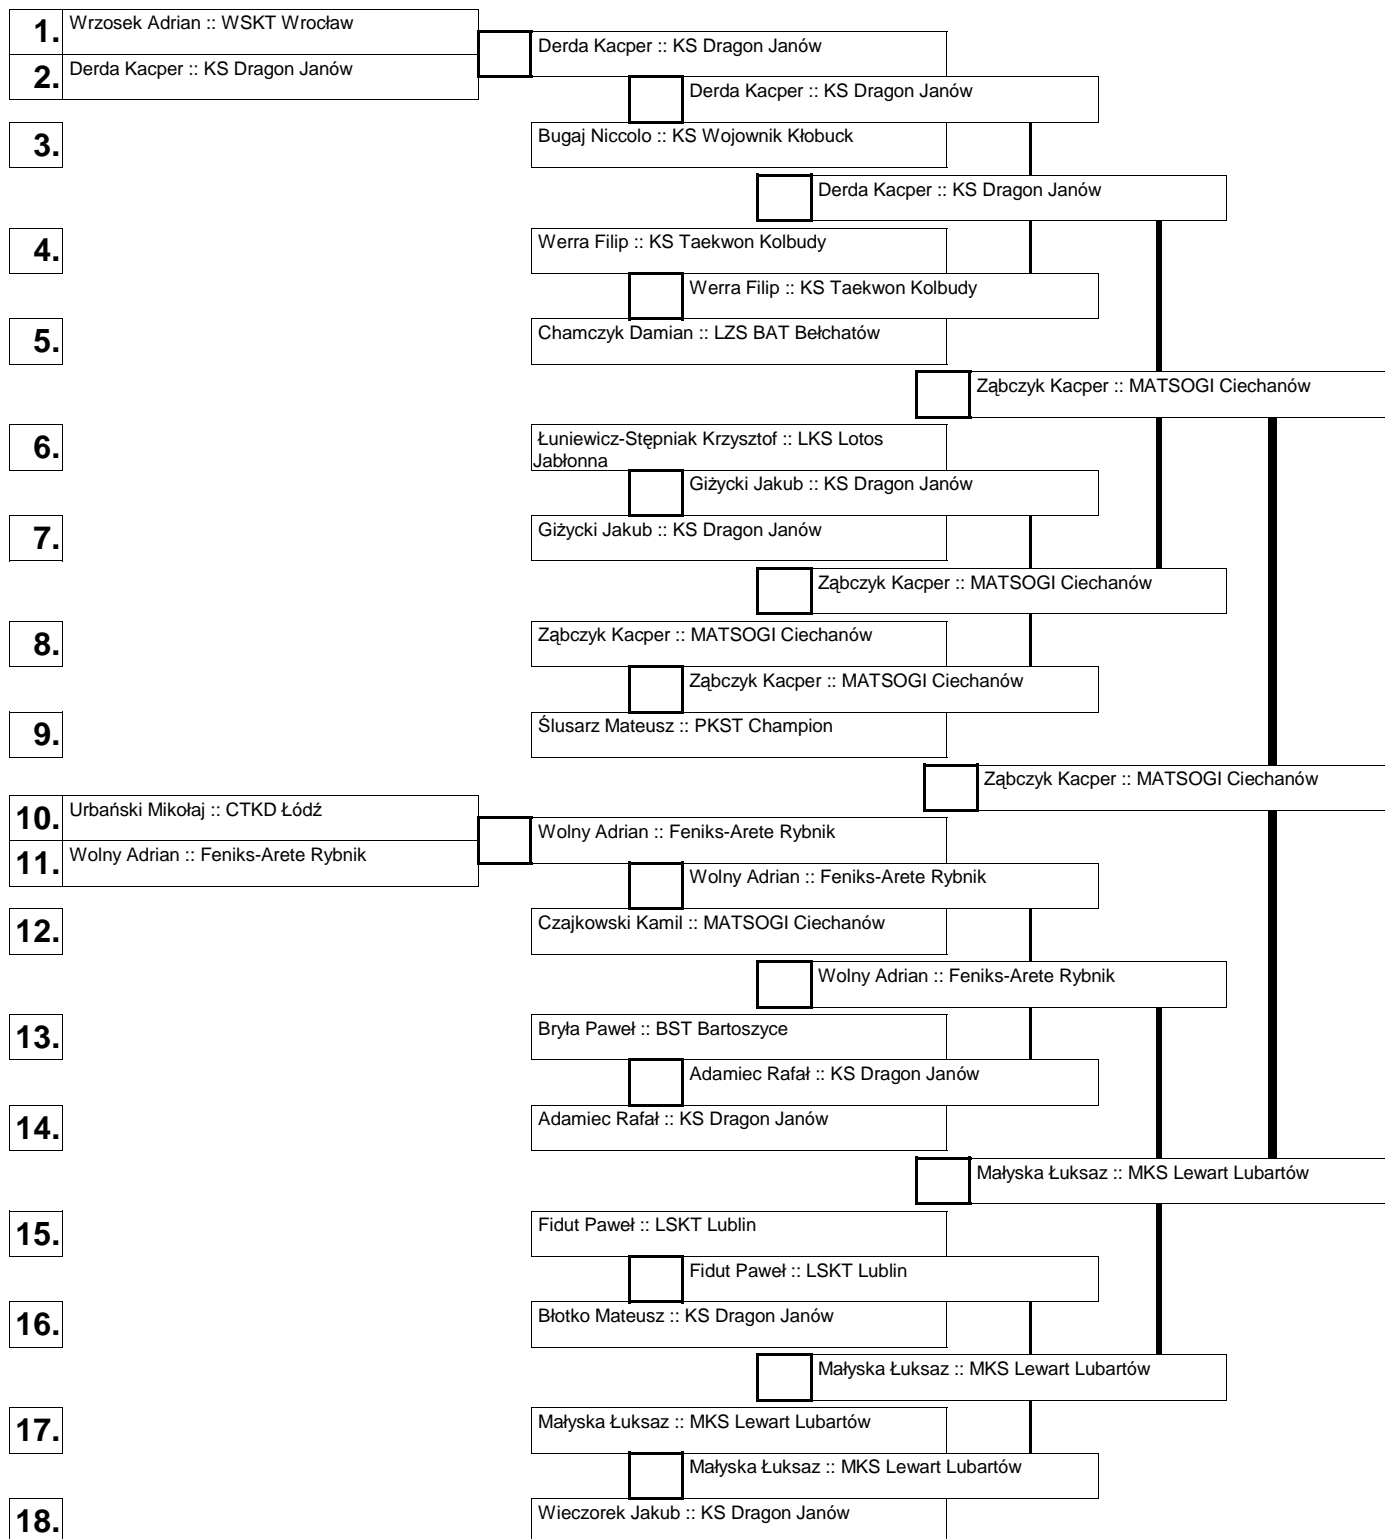 1. Wrzosek Adrian :: WSKT Wrocław
Derda Kacper :: KS Dragon Janów
2. Derda Kacper :: KS Dragon Janów
Derda Kacper :: KS Dragon Janów
3. Bugaj Niccolo :: KS Wojownik Kłobuck
Derda Kacper :: KS Dragon Janów
4. Werra Filip :: KS Taekwon Kolbudy
Werra Filip :: KS Taekwon Kolbudy
5. Chamczyk Damian :: LZS BAT Bełchatów
Ząbczyk Kacper :: MATSOGI Ciechanów
6. Łuniewicz-Stępniak Krzysztof :: LKS Lotos
Jabłonna
Giżycki Jakub :: KS Dragon Janów
7. Giżycki Jakub :: KS Dragon Janów
Ząbczyk Kacper :: MATSOGI Ciechanów
8. Ząbczyk Kacper :: MATSOGI Ciechanów
Ząbczyk Kacper :: MATSOGI Ciechanów
9. Ślusarz Mateusz :: PKST Champion
Ząbczyk Kacper :: MATSOGI Ciechanów
10. Urbański Mikołaj :: CTKD Łódź
Wolny Adrian :: Feniks-Arete Rybnik
11. Wolny Adrian :: Feniks-Arete Rybnik
Wolny Adrian :: Feniks-Arete Rybnik
12. Czajkowski Kamil :: MATSOGI Ciechanów
Wolny Adrian :: Feniks-Arete Rybnik
13. Bryła Paweł :: BST Bartoszyce
Adamiec Rafał :: KS Dragon Janów
14. Adamiec Rafał :: KS Dragon Janów
Małyska Łuksaz :: MKS Lewart Lubartów
15. Fidut Paweł :: LSKT Lublin
Fidut Paweł :: LSKT Lublin
16. Błotko Mateusz :: KS Dragon Janów
Małyska Łuksaz :: MKS Lewart Lubartów
17. Małyska Łuksaz :: MKS Lewart Lubartów
Małyska Łuksaz :: MKS Lewart Lubartów
18. Wieczorek Jakub :: KS Dragon Janów